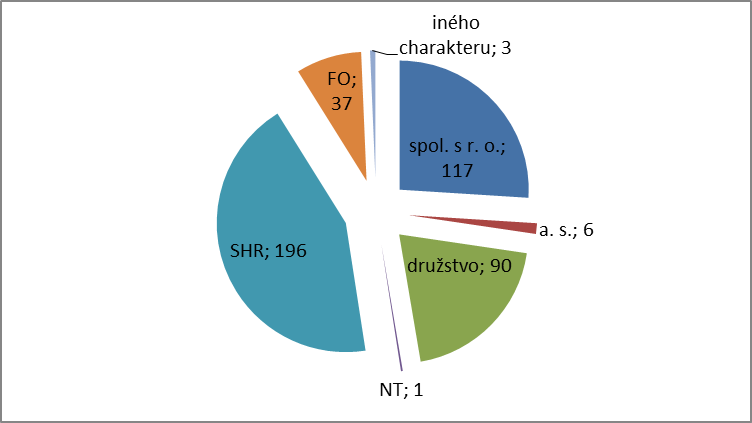 iného
charakteru; 3
FO;
37
spol. s r. o.;
117
a. s.; 6
SHR; 196
družstvo; 90
NT; 1